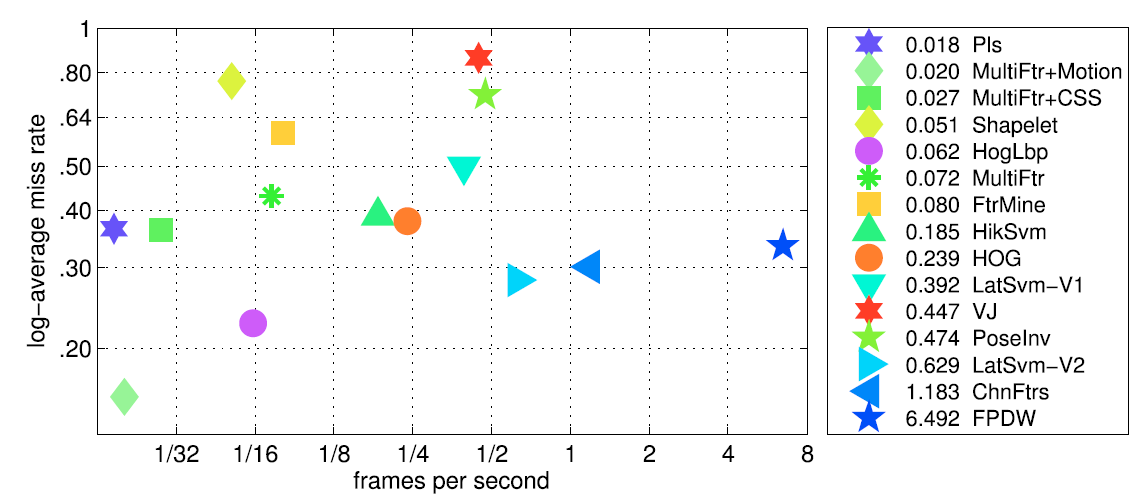 1
.80
.64
.50
.40
.30
.20
log−average miss rate
1/32 1/16 1/8 1/4 1/2 1 2 4 8
frames per second
0.018 Pls
0.020 MultiFtr+Motion
0.027 MultiFtr+CSS
0.051 Shapelet
0.062 HogLbp
0.072 MultiFtr
0.080 FtrMine
0.185 HikSvm
0.239 HOG
0.392 LatSvm−V1
0.447 VJ
0.474 PoseInv
0.629 LatSvm−V2
1.183 ChnFtrs
6.492 FPDW